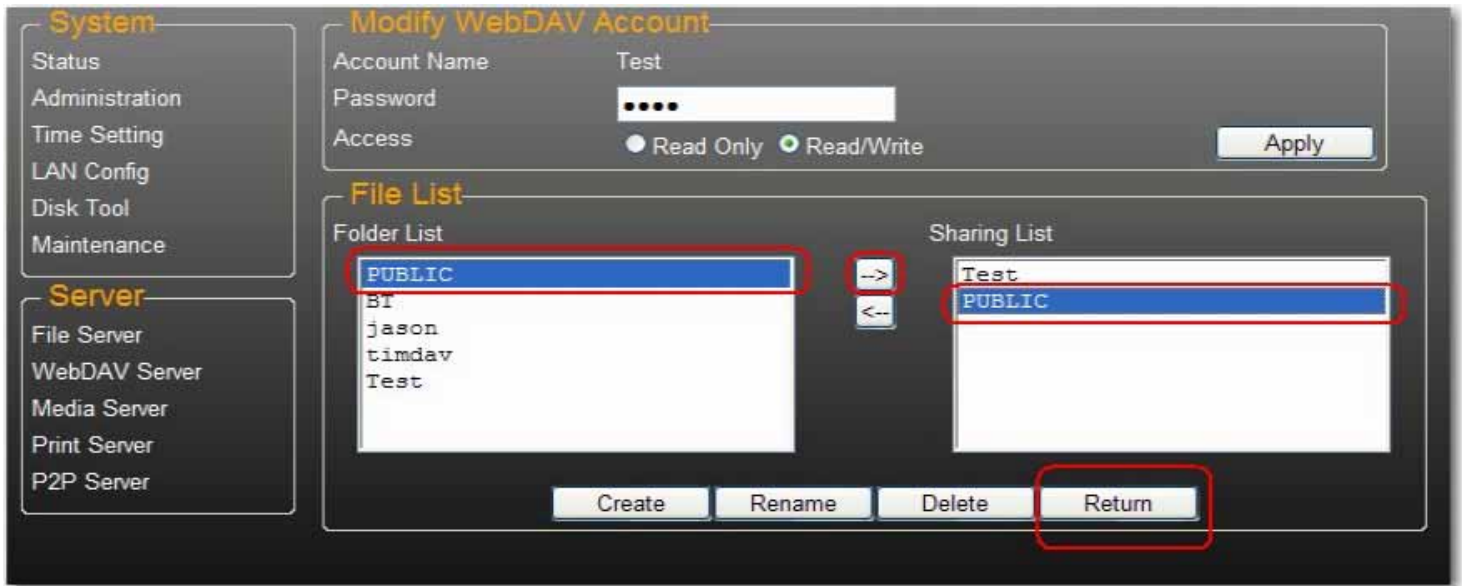 System
Status
Administration
Time Setting
LAN Config
Disk Tool
Maintenance
Server
File Server
WebDAV Server
Media Server
Print Server
P2P Server
Modify WebDAV Account
Account Name Test
Password ••••
Access Read Only Read/Write Apply
File List
Folder List
PUBLIC
BT
jason
timdav
Test
-->
<--
Sharing List
Test
PUBLIC
Create Rename Delete Return